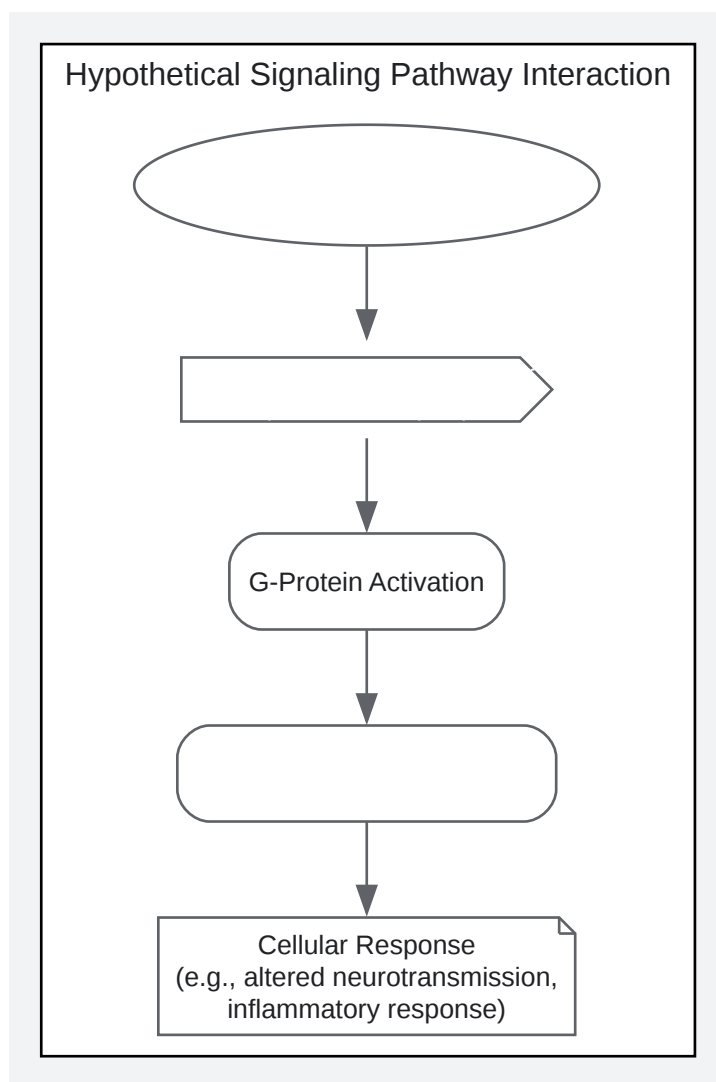 Hypothetical Signaling Pathway Interaction
G-Protein Activation
Cellular Response
(e.g., altered neurotransmission,
inflammatory response)